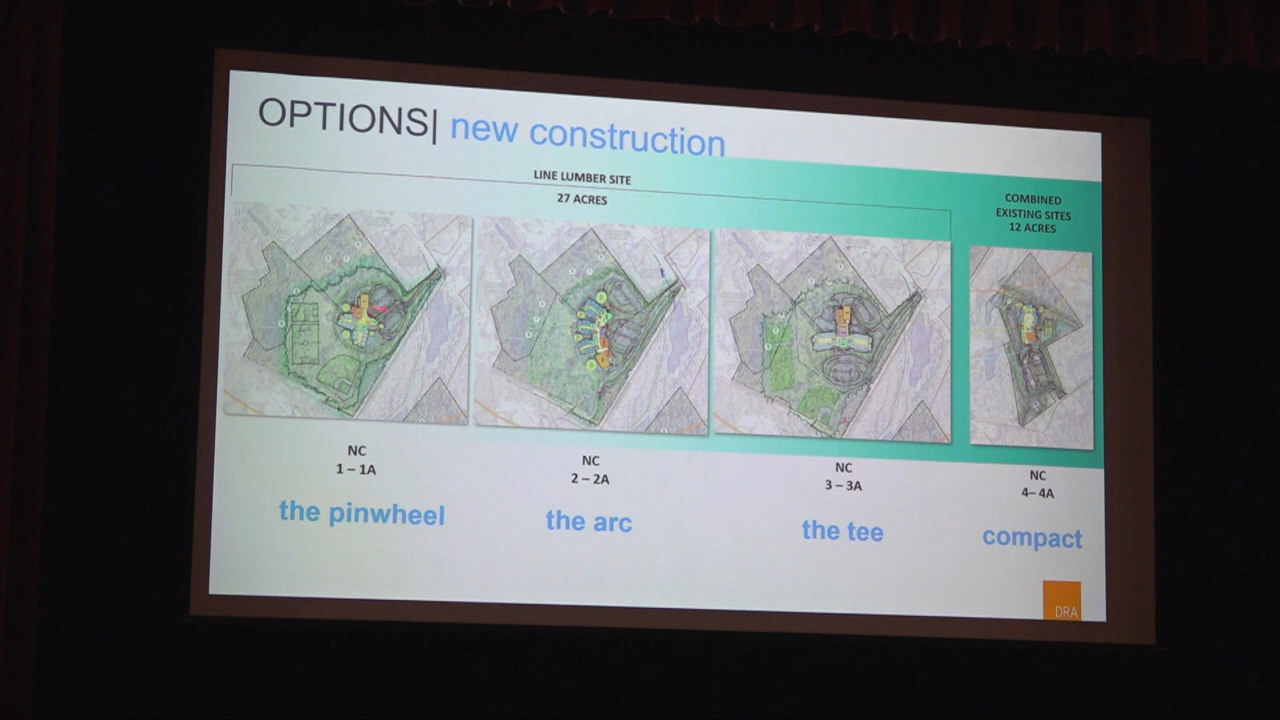 OPTIONS| new construction
LINE LUMBER SITE
27 ACRES
COMBINED
EXISTING SITES
12 ACRES
NC
1 – 1A
NC
2 – 2A
NC
3 – 3A
NC
4– 4A
the pinwheel
the arc
the tee
compact
DRA